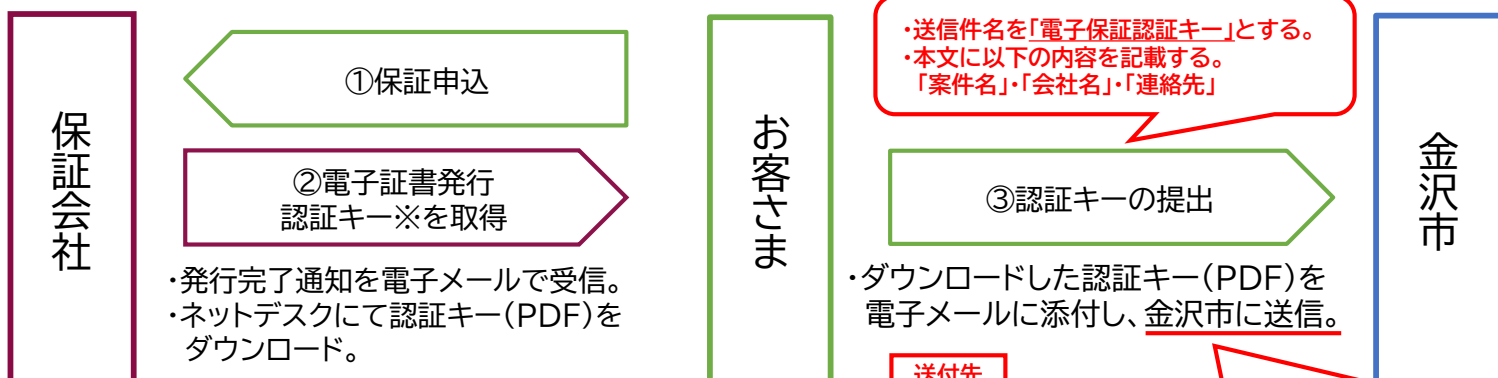 保証会社
①保証申込
②電子証書発行
認証キー※を取得
・発行完了通知を電子メールで受信。
・ネットデスクにて認証キー(PDF)を
ダウンロード。
お客さま
・送信件名を「電子保証認証キー」とする。
・本文に以下の内容を記載する。
「案件名」・「会社名」・「連絡先」
③認証キーの提出
・ダウンロードした認証キー(PDF)を
電子メールに添付し、金沢市に送信。
送付先
金沢市